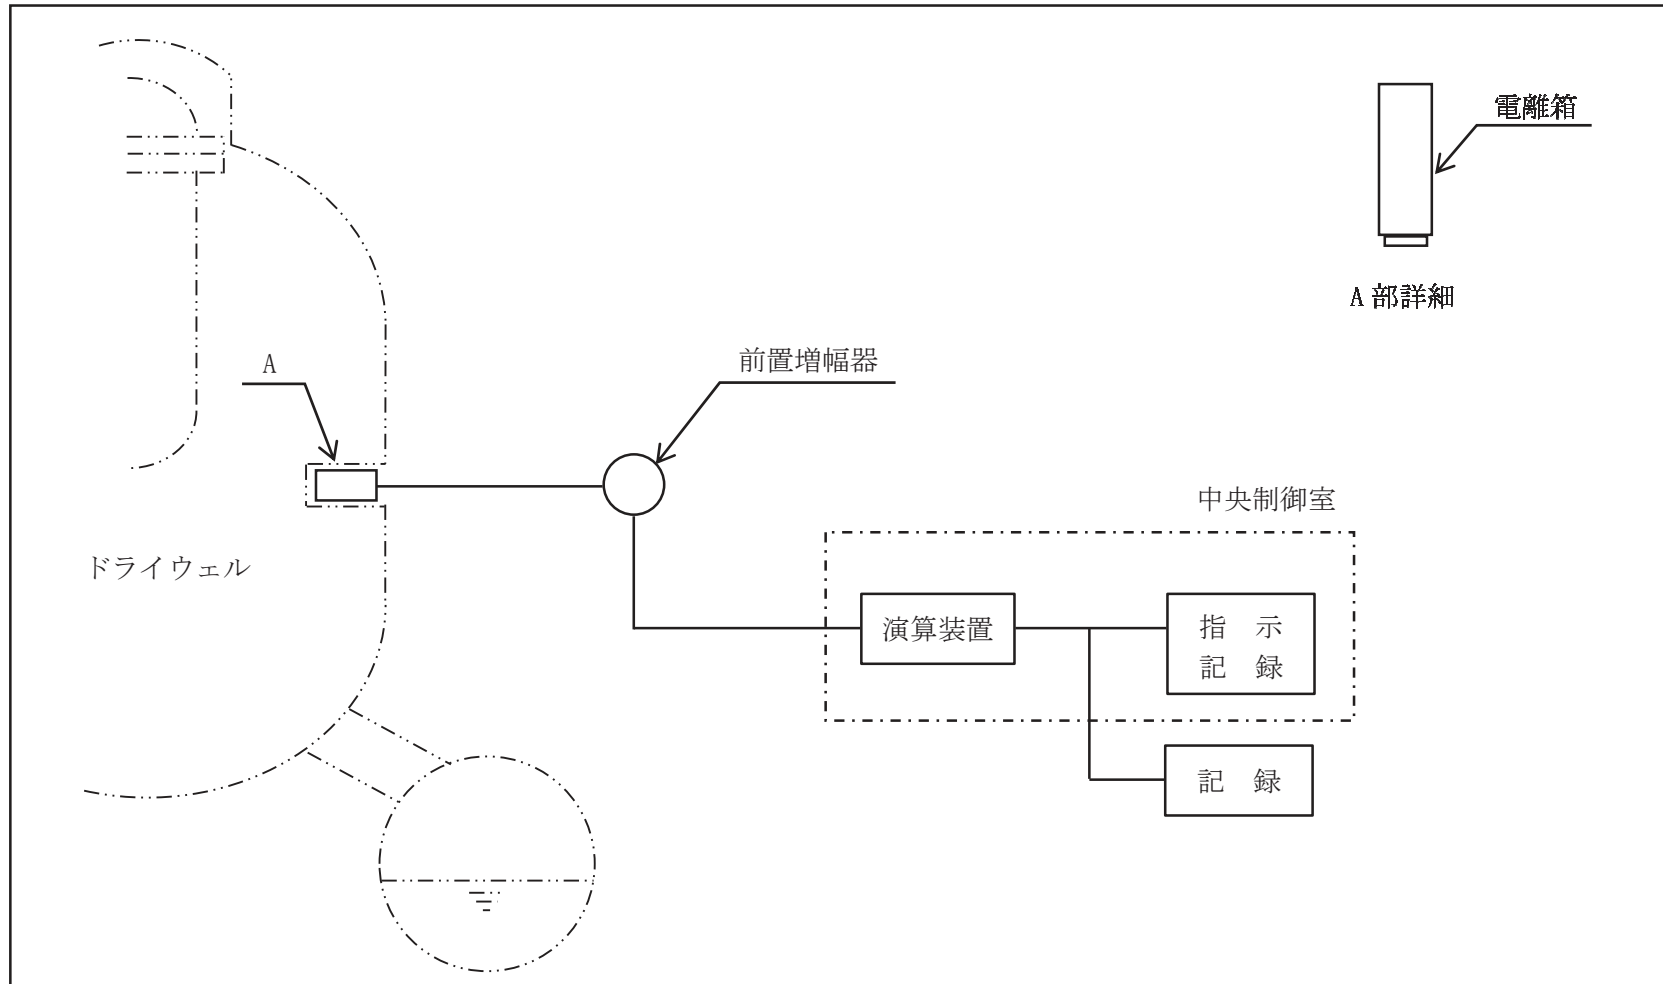 電離箱
A 部詳細
A
前置増幅器
中央制御室
ドライウェル
演算装置
指 示
記 録
記 録